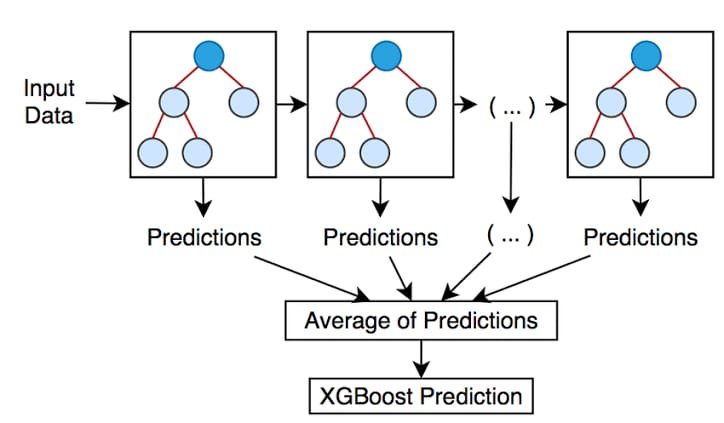 Input
Data
( ... )
Predictions
Predictions
( ... )
Predictions
Average of Predictions
XGBoost Prediction